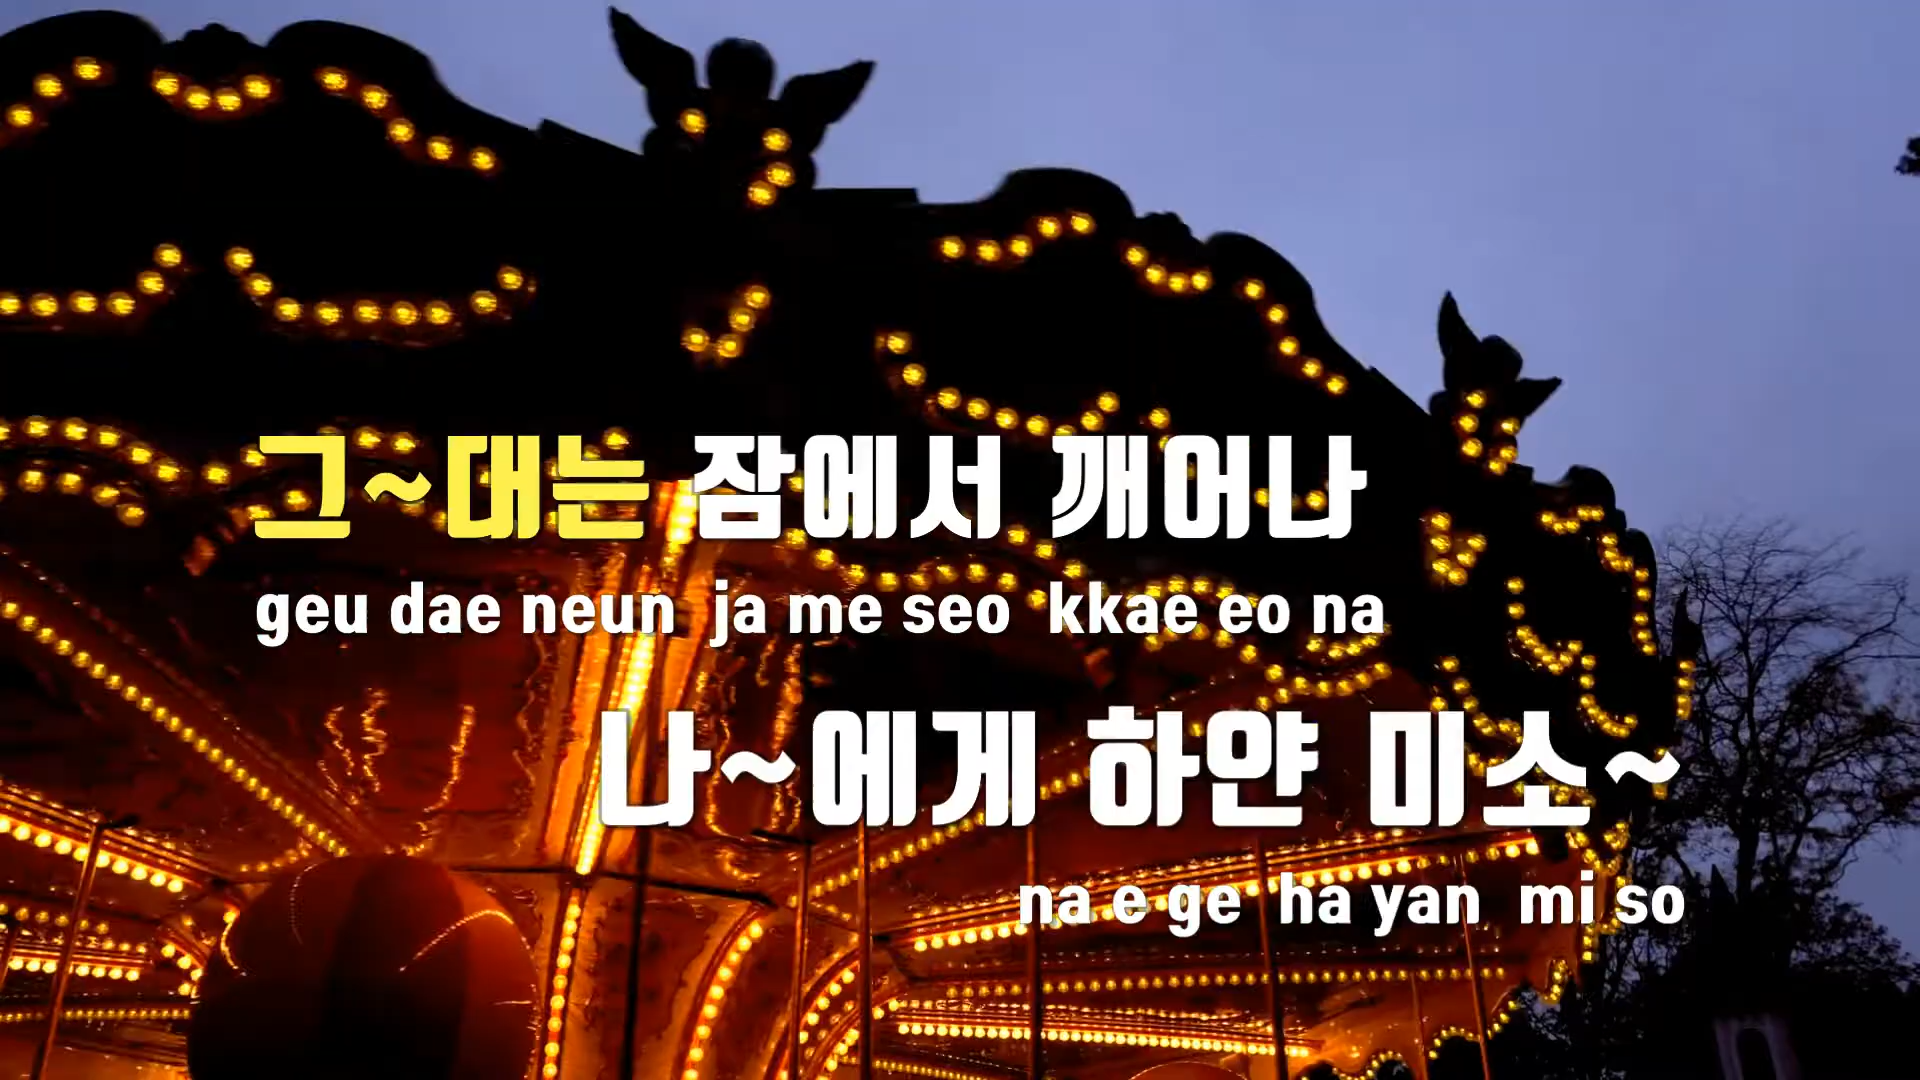 그~대는 잠에서 깨어나
geu dae neun ja me seo kkae eo na
나~에게 하얀 미소~
na e ge ha yan mi so